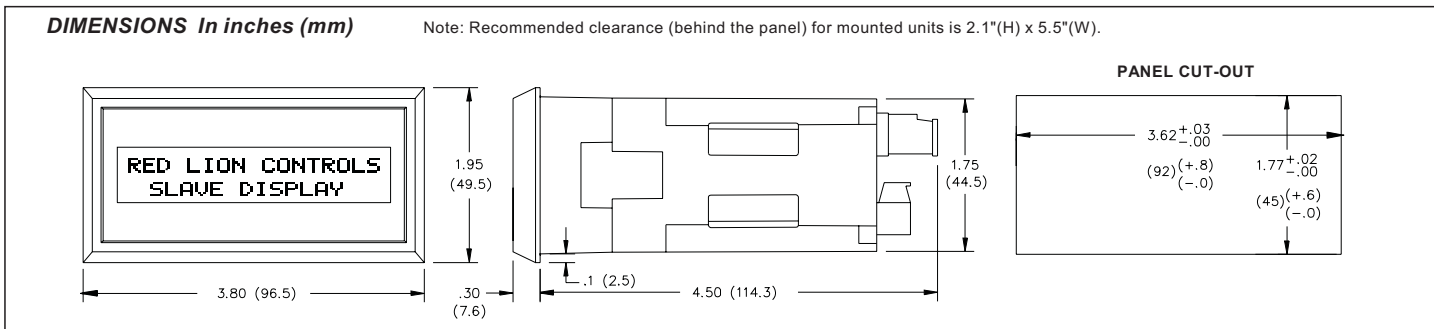 DIMENSIONS In inches (mm)
Note: Recommended clearance (behind the panel) for mounted units is 2.1"(H) x 5.5"(W).
RED LION CONTROLS
SLAVE DISPLAY
1.95
(49.5)
3.80 (96.5)
.30
(7.6)
.1 (2.5)
4.50 (114.3)
1.75
(44.5)
PANEL CUT-OUT
3.62 +.03 -.00
(92) (+.8) (-.0)
1.77 +.02 -.00
(45) (+.6) (-.0)